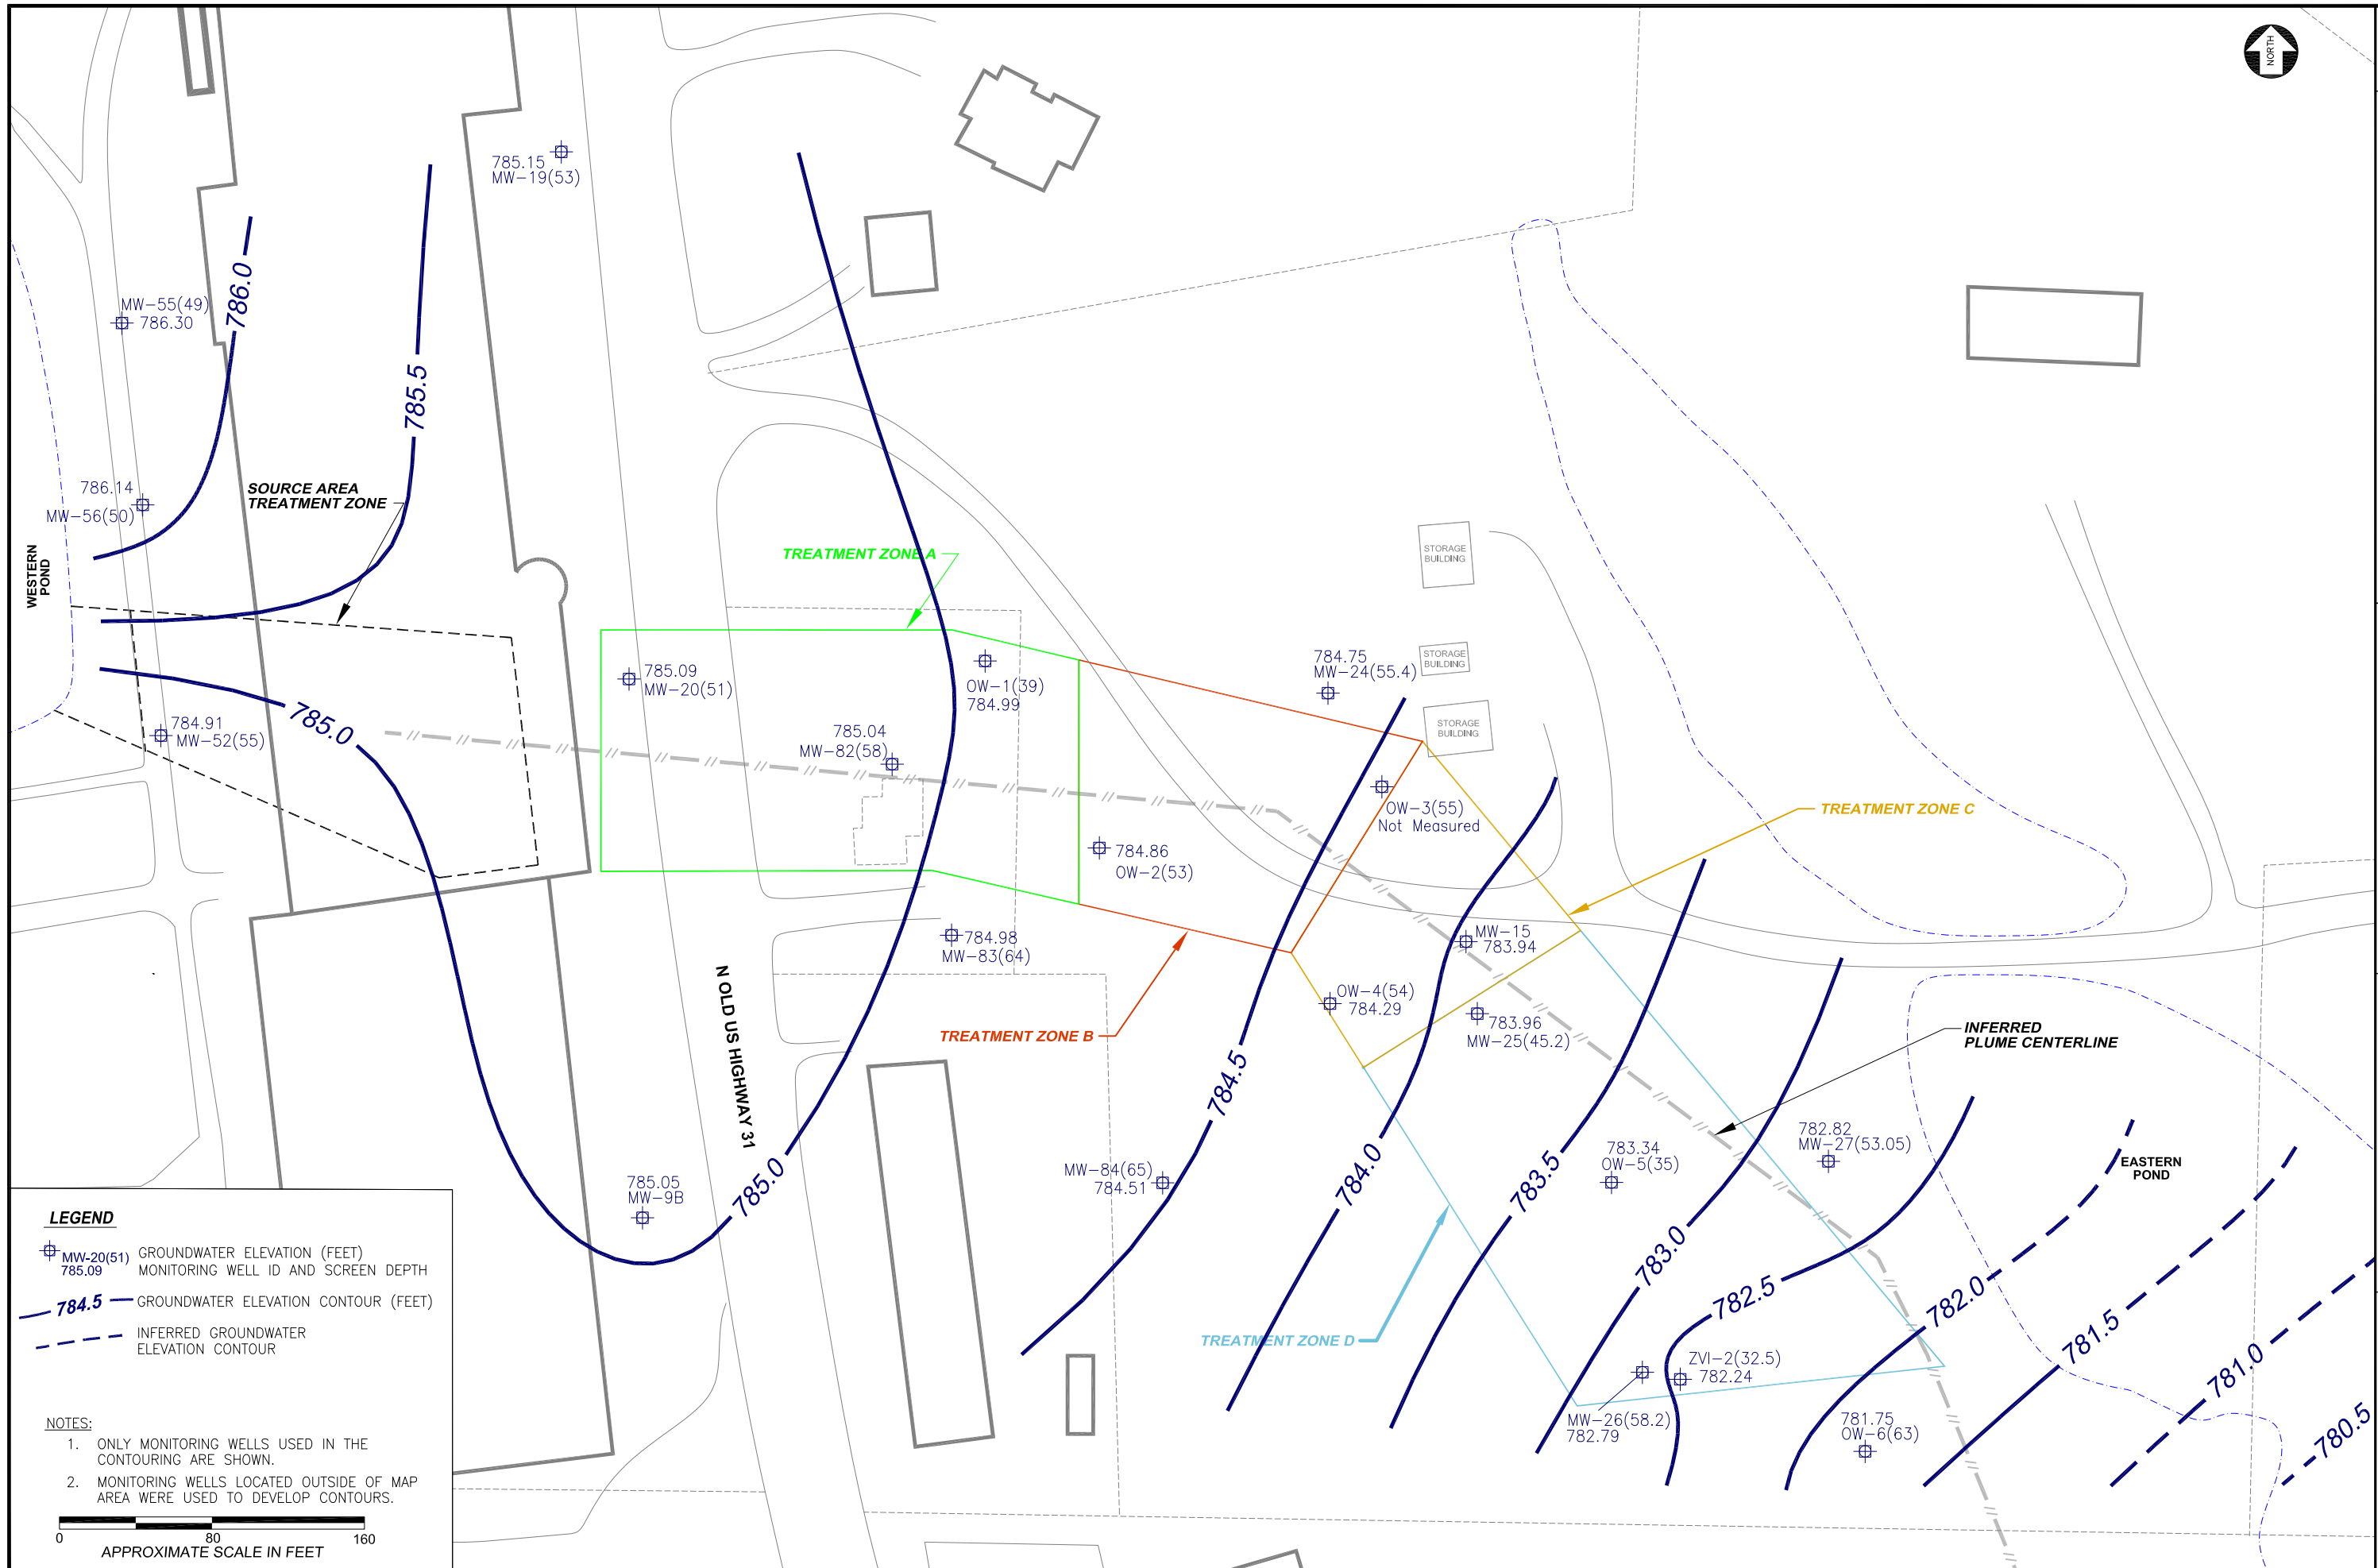 NORTH
785.15
MW-19(53)
786.0
MW-55(49)
786.30
785.5
786.14
MW-56(50)
SOURCE AREA
TREATMENT ZONE
WESTERN
POND
TREATMENT ZONE A
STORAGE
BUILDING
STORAGE
BUILDING
STORAGE
BUILDING
785.09
MW-20(51)
OW-1(39)
784.99
784.75
MW-24(55.4)
784.91
MW-52(55)
785.0
785.04
MW-82(58)
OW-3(55)
Not Measured
TREATMENT ZONE C
784.86
OW-2(53)
784.98
MW-83(64)
MW-15
783.94
N OLD US HIGHWAY 31
OW-4(54)
784.29
783.96
MW-25(45.2)
TREATMENT ZONE B
INFERRED
PLUME CENTERLINE
784.5
782.82
MW-27(53.05)
783.34
OW-5(35)
EASTERN
POND
MW-84(65)
784.51
785.05
MW-9B
785.0
784.0
783.5
783.0
782.5
782.0
781.5
781.0
780.5
TREATMENT ZONE D
ZVI-2(32.5)
782.24
MW-26(58.2)
782.79
781.75
OW-6(63)
LEGEND
MW-20(51)
785.09
GROUNDWATER ELEVATION (FEET)
MONITORING WELL ID AND SCREEN DEPTH
784.5
GROUNDWATER ELEVATION CONTOUR (FEET)
INFERRED GROUNDWATER
ELEVATION CONTOUR
NOTES:
1. ONLY MONITORING WELLS USED IN THE
CONTOURING ARE SHOWN.
2. MONITORING WELLS LOCATED OUTSIDE OF MAP
AREA WERE USED TO DEVELOP CONTOURS.
0 80 160
APPROXIMATE SCALE IN FEET